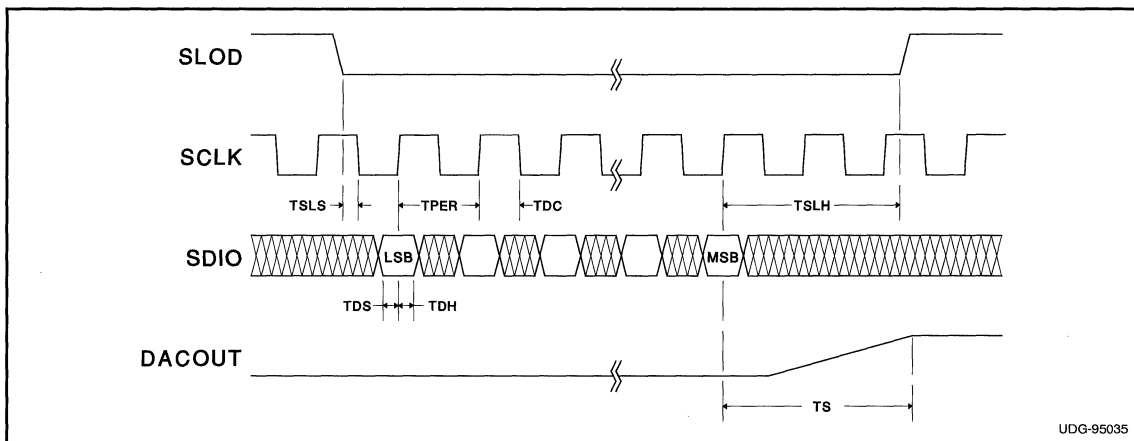 SLOD
SCLK
TSLS TPER TDC TSLH
SDIO LSB MSB
TDS TDH
DACOUT
TS
UDG-95035